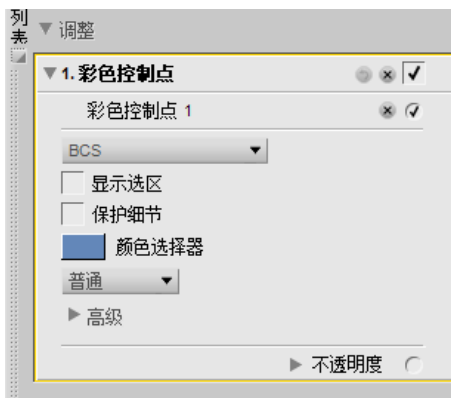 列表
调整
1. 彩色控制点
彩色控制点 1
BCS
显示选区
保护细节
颜色选择器
普通
高级
不透明度